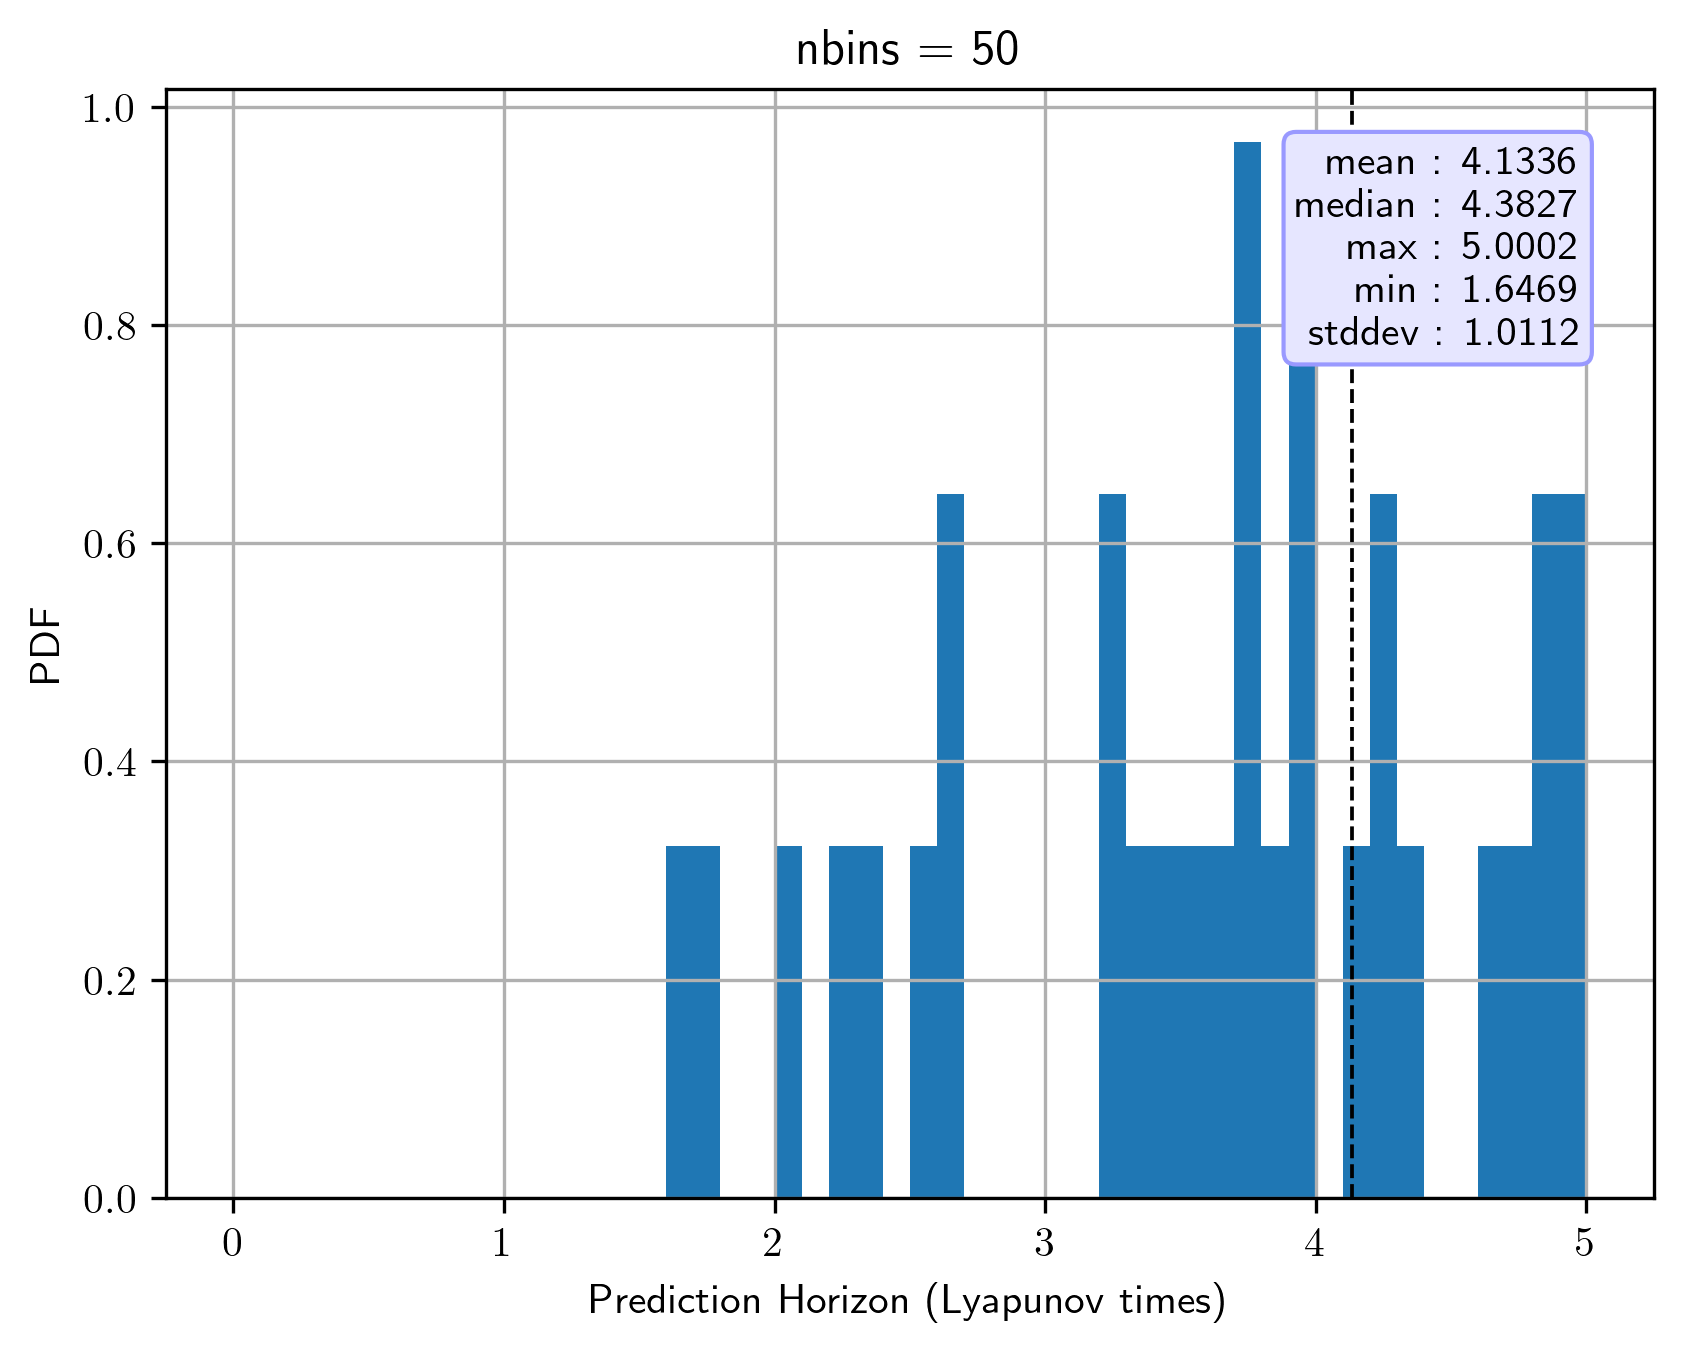 nbins = 50
1.0
0.8
0.6
0.4
0.2
0.0
PDF
mean : 4.1336
median : 4.3827
max : 5.0002
min : 1.6469
stddev : 1.0112
0 1 2 3 4 5
Prediction Horizon (Lyapunov times)